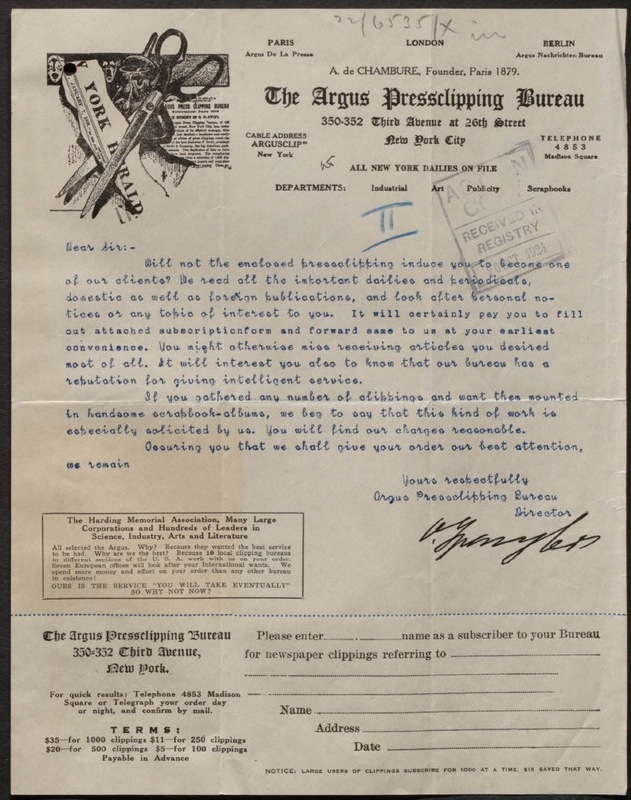 22/6535/X in
PARIS LONDON BERLIN
Argus De La Presse Argus Nachrichten Bureau
A. de CHAMBURE, Founder, Paris 1879.
The Argus Pressclipping Bureau
350-352 Third Avenue at 26th Street
New York City
CABLE ADDRESS
ARGUSCLIP"
New York
TELEPHONE
4853
Madison Square
ALL NEW YORK DAILIES ON FILE
DEPARTMENTS: Industrial Art Publicity Scrapbooks
YORK HERALD
PRESS CLIPPING BUREAU
II
RECEIVED IN
REGISTRY
Dear Sir:-
Will not the enclosed pressclipping induce you to become one
of our clients? We read all the important dailies and periodicals,
domestic as well as foreign publications, and look after personal no-
tices or any topic of interest to you. It will certainly pay you to fill
out attached subscriptionform and forward same to us at your earliest
convenience. You might otherwise miss receiving articles you desired
most of all. It will interest you also to know that our bureau has a
reputation for giving intelligent service.
If you gathered any number of clippings and want them mounted
in handsome scrapbook-albums, we beg to say that this kind of work is
especially solicited by us. You will find our charges reasonable.
Assuring you that we shall give your order our best attention,
we remain
Yours respectfully
Argus Pressclipping Bureau
Director
The Harding Memorial Association, Many Large
Corporations and Hundreds of Leaders in
Science, Industry, Arts and Literature
All selected the Argus. Why? Because they wanted the best service
to be had. Why are we the best? Because 10 local clipping bureaus
in different sections of the U. S. A. work with us on your order.
Seven European offices will look after your International wants. We
spend more money and effort on your order than any other bureau
in existence!
OURS IS THE SERVICE "YOU WILL TAKE EVENTUALLY"
SO WHY NOT NOW?
The Argus Pressclipping Bureau
350-352 Third Avenue,
New York.
For quick results: Telephone 4853 Madison
Square or Telegraph your order day
or night, and confirm by mail.
TERMS:
$35—for 1000 clippings $11—for 250 clippings
$20—for 500 clippings $5—for 100 clippings
Payable in Advance
Please enter name as a subscriber to your Bureau
for newspaper clippings referring to
Name
Address
Date
NOTICE: LARGE USERS OF CLIPPINGS SUBSCRIBE FOR 1000 AT A TIME, $15 SAVED THAT WAY.